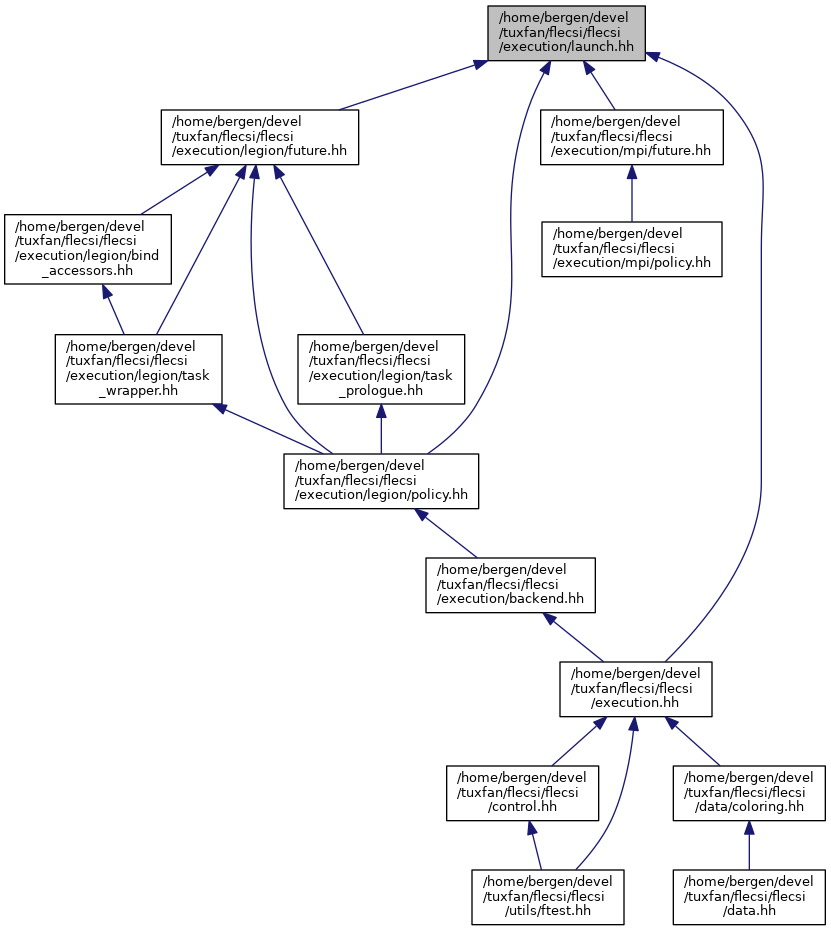 /home/bergen/devel
/tuxfan/flecsi/flecsi
/execution/launch.hh
/home/bergen/devel
/tuxfan/flecsi/flecsi
/execution/legion/future.hh
/home/bergen/devel
/tuxfan/flecsi/flecsi
/execution/mpi/future.hh
/home/bergen/devel
/tuxfan/flecsi/flecsi
/execution/legion/bind
_accessors.hh
/home/bergen/devel
/tuxfan/flecsi/flecsi
/execution/mpi/policy.hh
/home/bergen/devel
/tuxfan/flecsi/flecsi
/execution/legion/task
_wrapper.hh
/home/bergen/devel
/tuxfan/flecsi/flecsi
/execution/legion/task
_prologue.hh
/home/bergen/devel
/tuxfan/flecsi/flecsi
/execution/legion/policy.hh
/home/bergen/devel
/tuxfan/flecsi/flecsi
/execution/backend.hh
/home/bergen/devel
/tuxfan/flecsi/flecsi
/execution.hh
/home/bergen/devel
/tuxfan/flecsi/flecsi
/control.hh
/home/bergen/devel
/tuxfan/flecsi/flecsi
/data/coloring.hh
/home/bergen/devel
/tuxfan/flecsi/flecsi
/utils/ftest.hh
/home/bergen/devel
/tuxfan/flecsi/flecsi
/data.hh